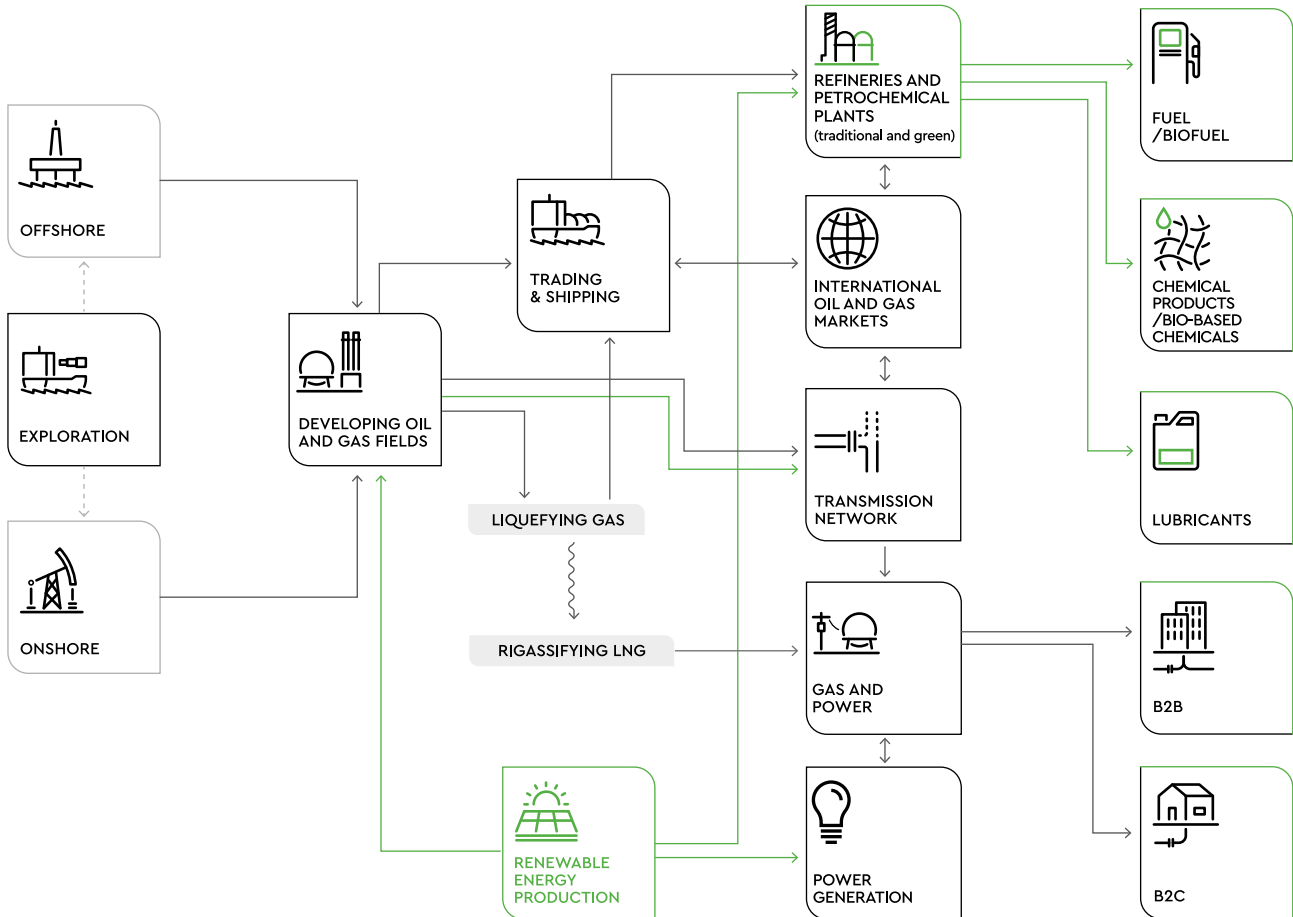 OFFSHORE
EXPLORATION
ONSHORE
DEVELOPING OIL
AND GAS FIELDS
TRADING
& SHIPPING
LIQUEFYING GAS
RIGASSIFYING LNG
RENEWABLE
ENERGY
PRODUCTION
REFINERIES AND
PETROCHEMICAL
PLANTS
(traditional and green)
INTERNATIONAL
OIL AND GAS
MARKETS
TRANSMISSION
NETWORK
GAS AND
POWER
POWER
GENERATION
FUEL
/BIOFUEL
CHEMICAL
PRODUCTS
/BIO-BASED
CHEMICALS
LUBRICANTS
B2B
B2C